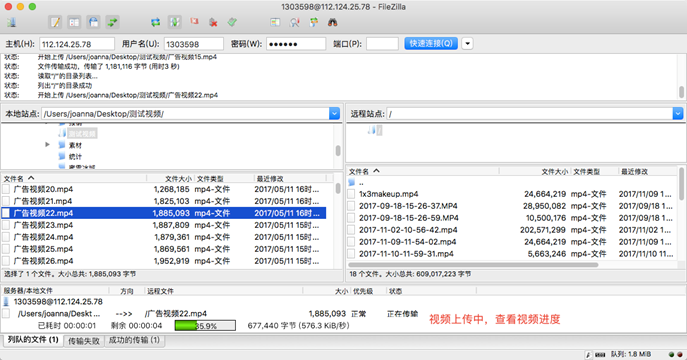 1303598@112.124.25.78 - FileZilla
主机(H): 112.124.25.78 用户名(U): 1303598 密码(W): ●●●●●● 端口(P): 快速连接(Q)
状态: 开始上传 /Users/joanna/Desktop/测试视频/广告视频15.mp4
状态: 文件传输成功，传输了 1,181,116 字节 (用时3 秒)
状态: 读取“/”的目录列表...
状态: 列出“/”的目录成功
状态: 开始上传 /Users/joanna/Desktop/测试视频/广告视频22.mp4
本地站点: /Users/joanna/Desktop/测试视频/ 远程站点: /
测试视频 /
素材
统计
文件名 文件大小 文件类型 最近修改 文件名 文件大小 文件类型 最近修改
广告视频20.mp4 1,268,185 mp4-文件 2017/05/11 16时... ..
广告视频21.mp4 1,825,103 mp4-文件 2017/05/11 16时... 1x3makeup.mp4 24,664,219 mp4-文件 2017/11/09 1...
广告视频22.mp4 1,885,093 mp4-文件 2017/05/11 16时... 2017-09-18-15-26-37.MP4 28,950,082 mp4-文件 2017/09/18 1...
广告视频23.mp4 1,887,809 mp4-文件 2017/05/11 16时... 2017-09-18-15-26-59.MP4 10,500,176 mp4-文件 2017/09/18 1...
广告视频24.mp4 1,879,361 mp4-文件 2017/05/11 16时... 2017-11-02-10-56-42.mp4 202,571,299 mp4-文件 2017/11/02 1...
广告视频25.mp4 1,869,561 mp4-文件 2017/05/11 16时... 2017-11-09-11-54-02.mp4 24,664,219 mp4-文件 2017/11/09 1...
广告视频26.mp4 1,952,919 mp4-文件 2017/05/11 16时... 2017-11-10-11-59-31.mp4 5,663,246 mp4-文件 2017/11/10 11...
选择了 1 个文件。大小总共: 1,885,093 字节 18 个文件。大小总共: 609,017,223 字节
服务器/本地文件 方向 远程文件 大小 优先级 状态
1303598@112.124.25.78
/Users/joanna/Deskt... -->> /广告视频22.mp4 1,885,093 正常 正在传输
已耗时 00:00:01 剩余 00:00:04 35.9% 677,440 字节 (576.3 KiB/秒)
视频上传中，查看视频进度
列队的文件 (1) 传输失败 成功的传输 (1)
队列: 1.8 MiB